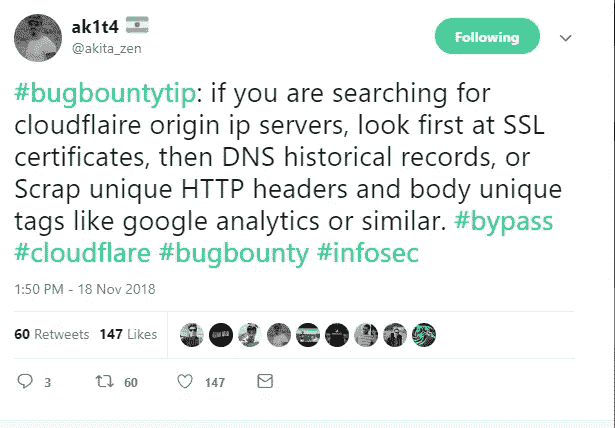 ak1t4
@akita_zen
Following
#bugbountytip: if you are searching for
cloudflaire origin ip servers, look first at SSL
certificates, then DNS historical records, or
Scrap unique HTTP headers and body unique
tags like google analytics or similar. #bypass
#cloudflare #bugbounty #infosec
1:50 PM - 18 Nov 2018
60 Retweets 147 Likes
3 60 147